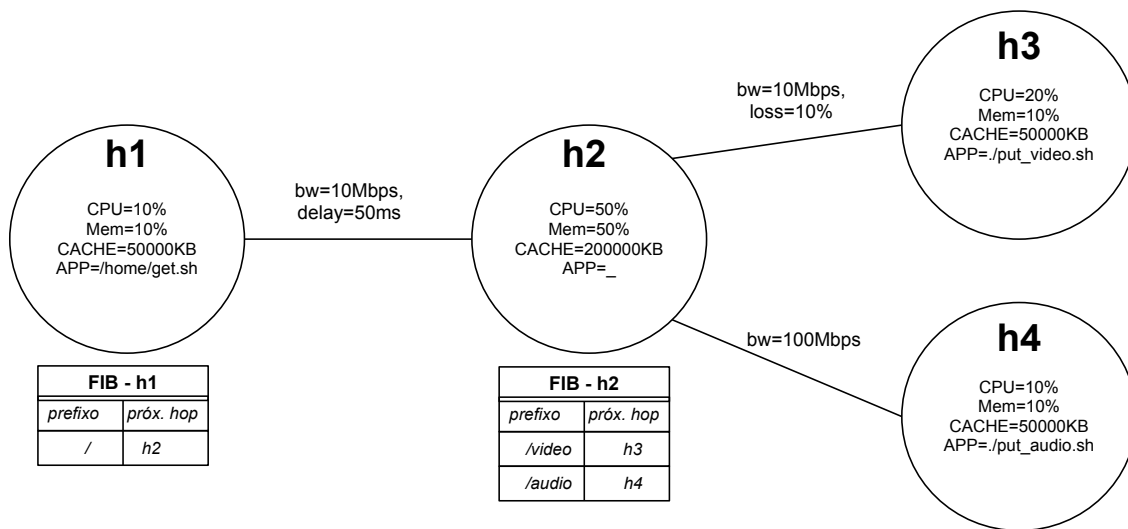 h1
CPU=10%
Mem=10%
CACHE=50000KB
APP=/home/get.sh
bw=10Mbps,
delay=50ms
h2
CPU=50%
Mem=50%
CACHE=200000KB
APP=_
bw=10Mbps,
loss=10%
h3
CPU=20%
Mem=10%
CACHE=50000KB
APP=./put_video.sh
bw=100Mbps
h4
CPU=10%
Mem=10%
CACHE=50000KB
APP=./put_audio.sh
FIB - h1
prefixo próx. hop
/ h2
FIB - h2
prefixo próx. hop
/video h3
/audio h4